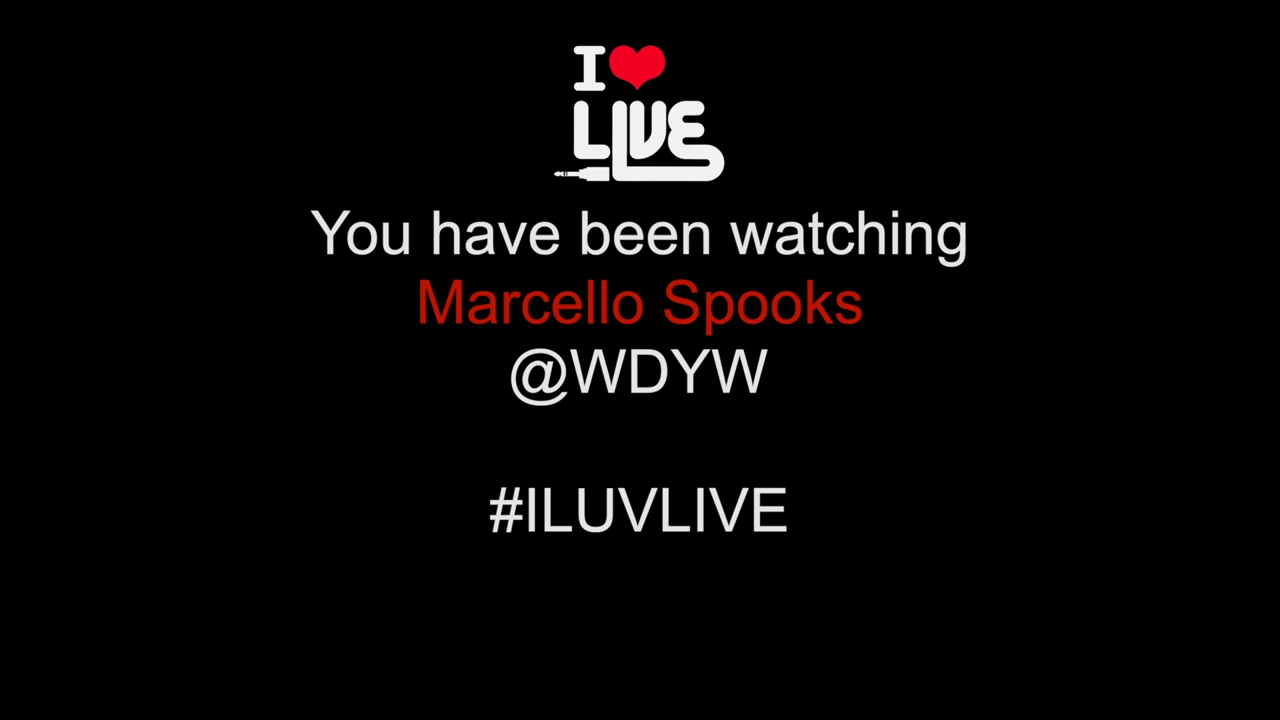 I
LIVE
You have been watching
Marcello Spooks
@WDYW
#ILUVLIVE